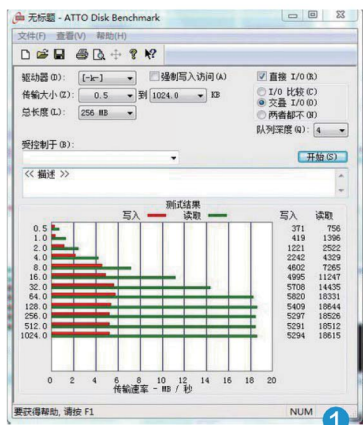 无标题 - ATTO Disk Benchmark
文件(F) 查看(V) 帮助(H)
驱动器(D): [-k-] 强制写入访问(A) 直接 I/O(R)
传输大小(Z): 0.5 到 1024.0 KB I/O 比较(C)
交叠 I/O(O)
总长度(L): 256 MB 两者都不(N)
队列深度(Q): 4
受控制于(B):
开始(S)
<< 描述 >>
测试结果
写入 读取 写入 读取
0.5 371 756
1.0 419 1396
2.0 1221 2522
4.0 2242 4329
8.0 4602 7265
16.0 4995 11247
32.0 5708 14435
64.0 5820 18331
128.0 5409 18644
256.0 5297 18526
512.0 5291 18512
1024.0 5294 18615
0 2 4 6 8 10 12 14 16 18 20
传输速率 - MB / 秒
要获得帮助, 请按 F1 NUM
1